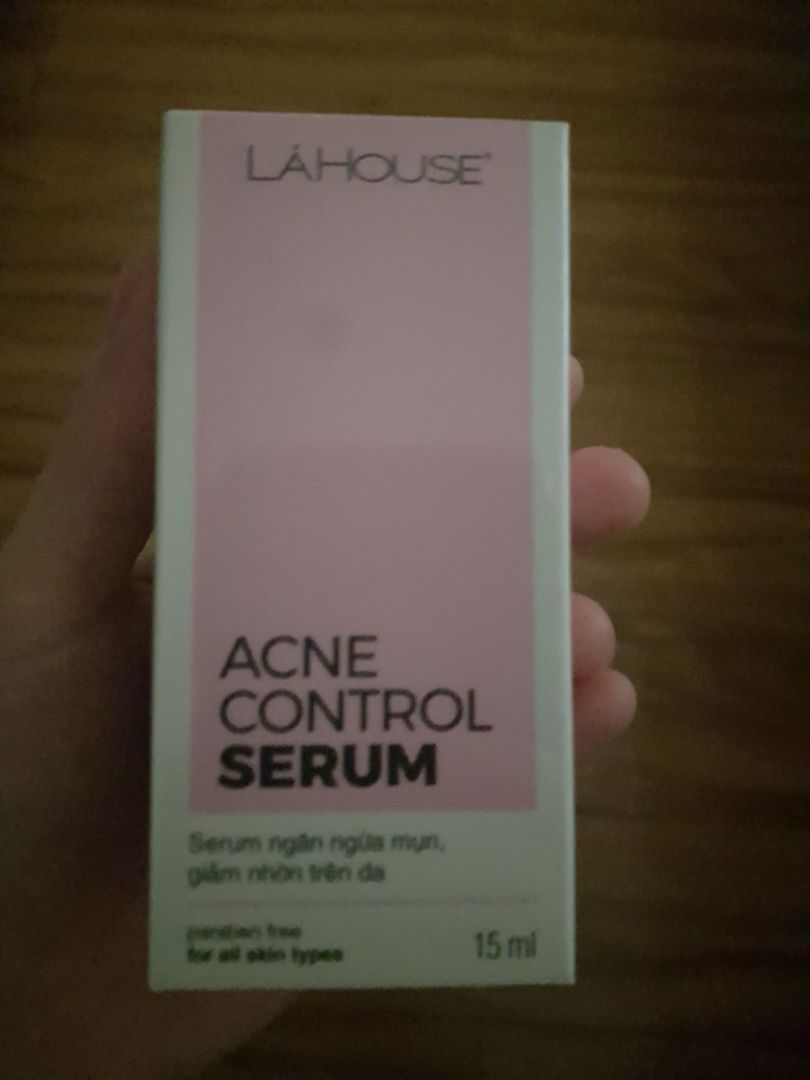 LÁHOUSE®
ACNE
CONTROL
SERUM
Serum ngăn ngừa mụn,
giảm nhờn trên da
paraben free
for all skin types
15 ml